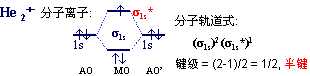 He₂⁺ 分子离子:
σ₁ₛ*
分子轨道式:
1s σ₁ₛ 1s
(σ₁ₛ)² (σ₁ₛ*)¹
键级 = (2-1)/2 = 1/2, 半键
AO MO AO'